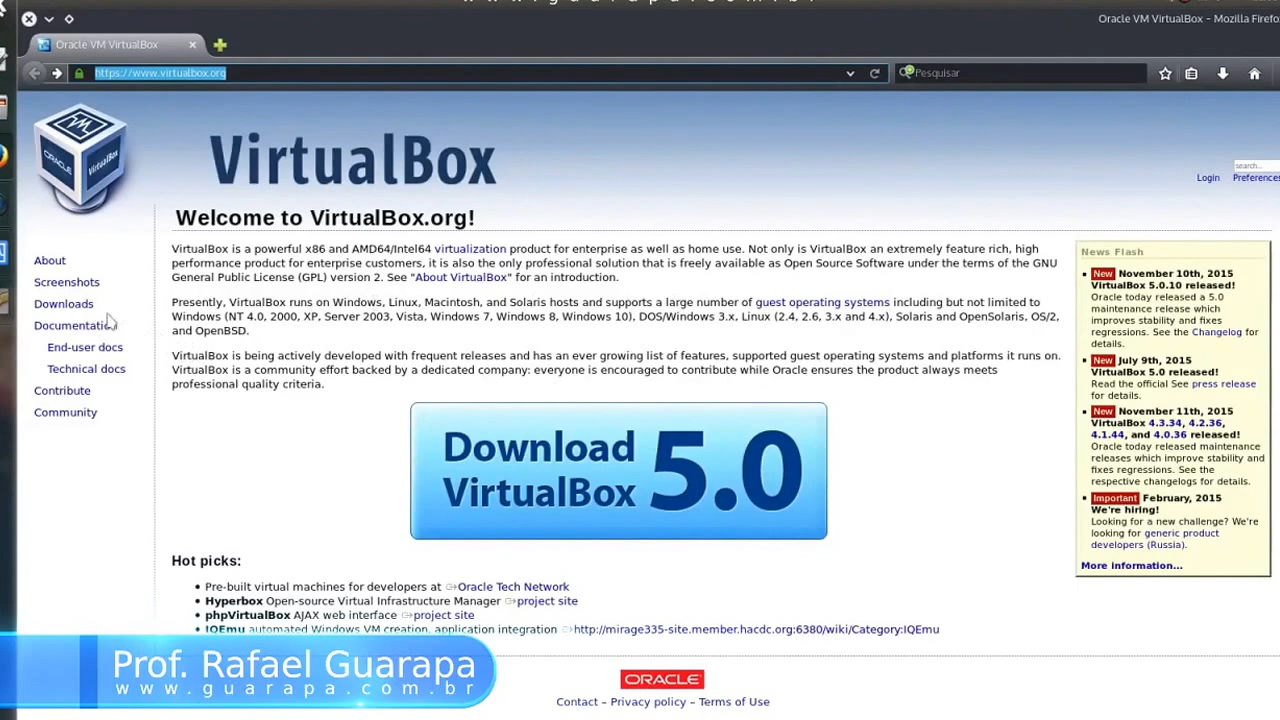 www.guarapa.com.br
Oracle VM VirtualBox - Mozilla Firefo
Oracle VM VirtualBox
https://www.virtualbox.org
Pesquisar
VM
ORACLE
VirtualBox
VirtualBox
search...
Login Preferences
Welcome to VirtualBox.org!
VirtualBox is a powerful x86 and AMD64/Intel64 virtualization product for enterprise as well as home use. Not only is VirtualBox an extremely feature rich, high
performance product for enterprise customers, it is also the only professional solution that is freely available as Open Source Software under the terms of the GNU
General Public License (GPL) version 2. See "About VirtualBox" for an introduction.
Presently, VirtualBox runs on Windows, Linux, Macintosh, and Solaris hosts and supports a large number of guest operating systems including but not limited to
Windows (NT 4.0, 2000, XP, Server 2003, Vista, Windows 7, Windows 8, Windows 10), DOS/Windows 3.x, Linux (2.4, 2.6, 3.x and 4.x), Solaris and OpenSolaris, OS/2,
and OpenBSD.
VirtualBox is being actively developed with frequent releases and has an ever growing list of features, supported guest operating systems and platforms it runs on.
VirtualBox is a community effort backed by a dedicated company: everyone is encouraged to contribute while Oracle ensures the product always meets
professional quality criteria.
About
Screenshots
Downloads
Documentation
End-user docs
Technical docs
Contribute
Community
Download
VirtualBox 5.0
News Flash
New November 10th, 2015
VirtualBox 5.0.10 released!
Oracle today released a 5.0
maintenance release which
improves stability and fixes
regressions. See the Changelog for
details.
New July 9th, 2015
VirtualBox 5.0 released!
Read the official See press release
for details.
New November 11th, 2015
VirtualBox 4.3.34, 4.2.36,
4.1.44, and 4.0.36 released!
Oracle today released maintenance
releases which improve stability and
fixes regressions. See the
respective changelogs for details.
Important February, 2015
We're hiring!
Looking for a new challenge? We're
looking for generic product
developers (Russia).
More information...
Hot picks:
Pre-built virtual machines for developers at Oracle Tech Network
Hyperbox Open-source Virtual Infrastructure Manager project site
phpVirtualBox AJAX web interface project site
IQEmu automated Windows VM creation, application integration http://mirage335-site.member.hacdc.org:6380/wiki/Category:IQEmu
Prof. Rafael Guarapa
www.guarapa.com.br
ORACLE
Contact – Privacy policy – Terms of Use